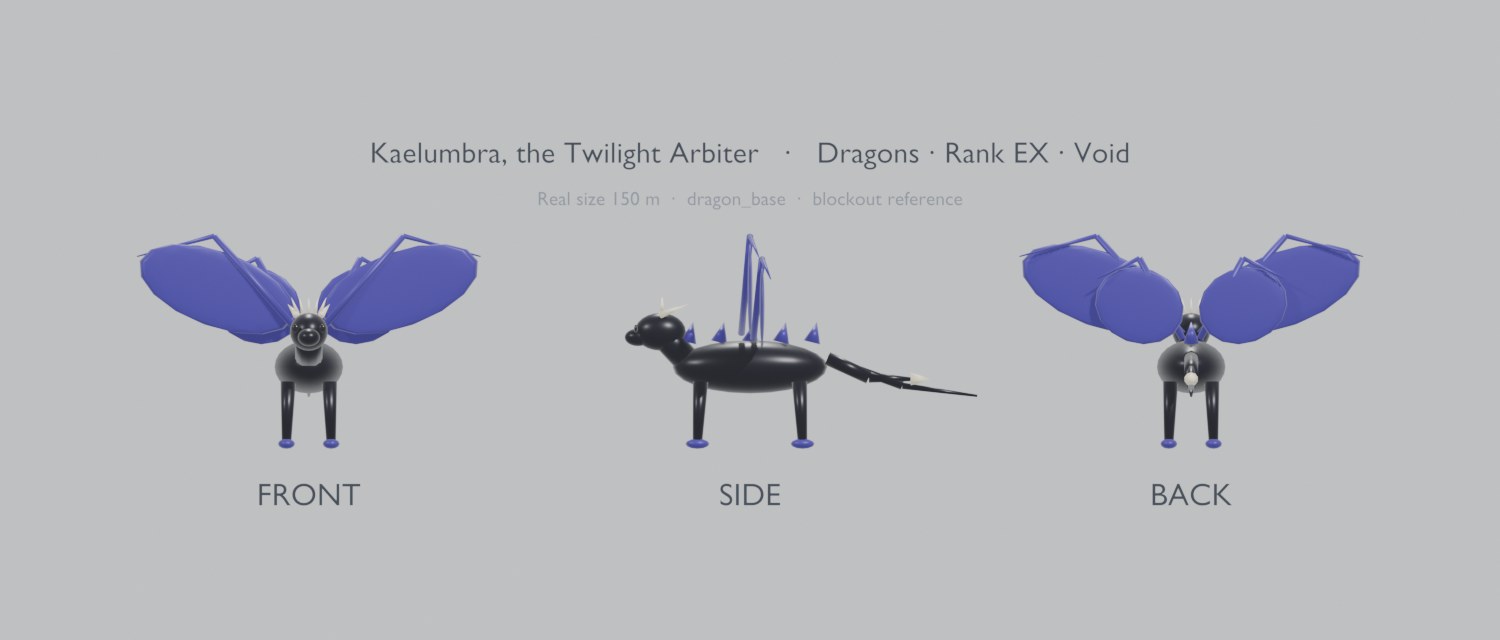 Kaelumbra, the Twilight Arbiter · Dragons · Rank EX · Void
Real size 150 m · dragon_base · blockout reference
FRONT
SIDE
BACK